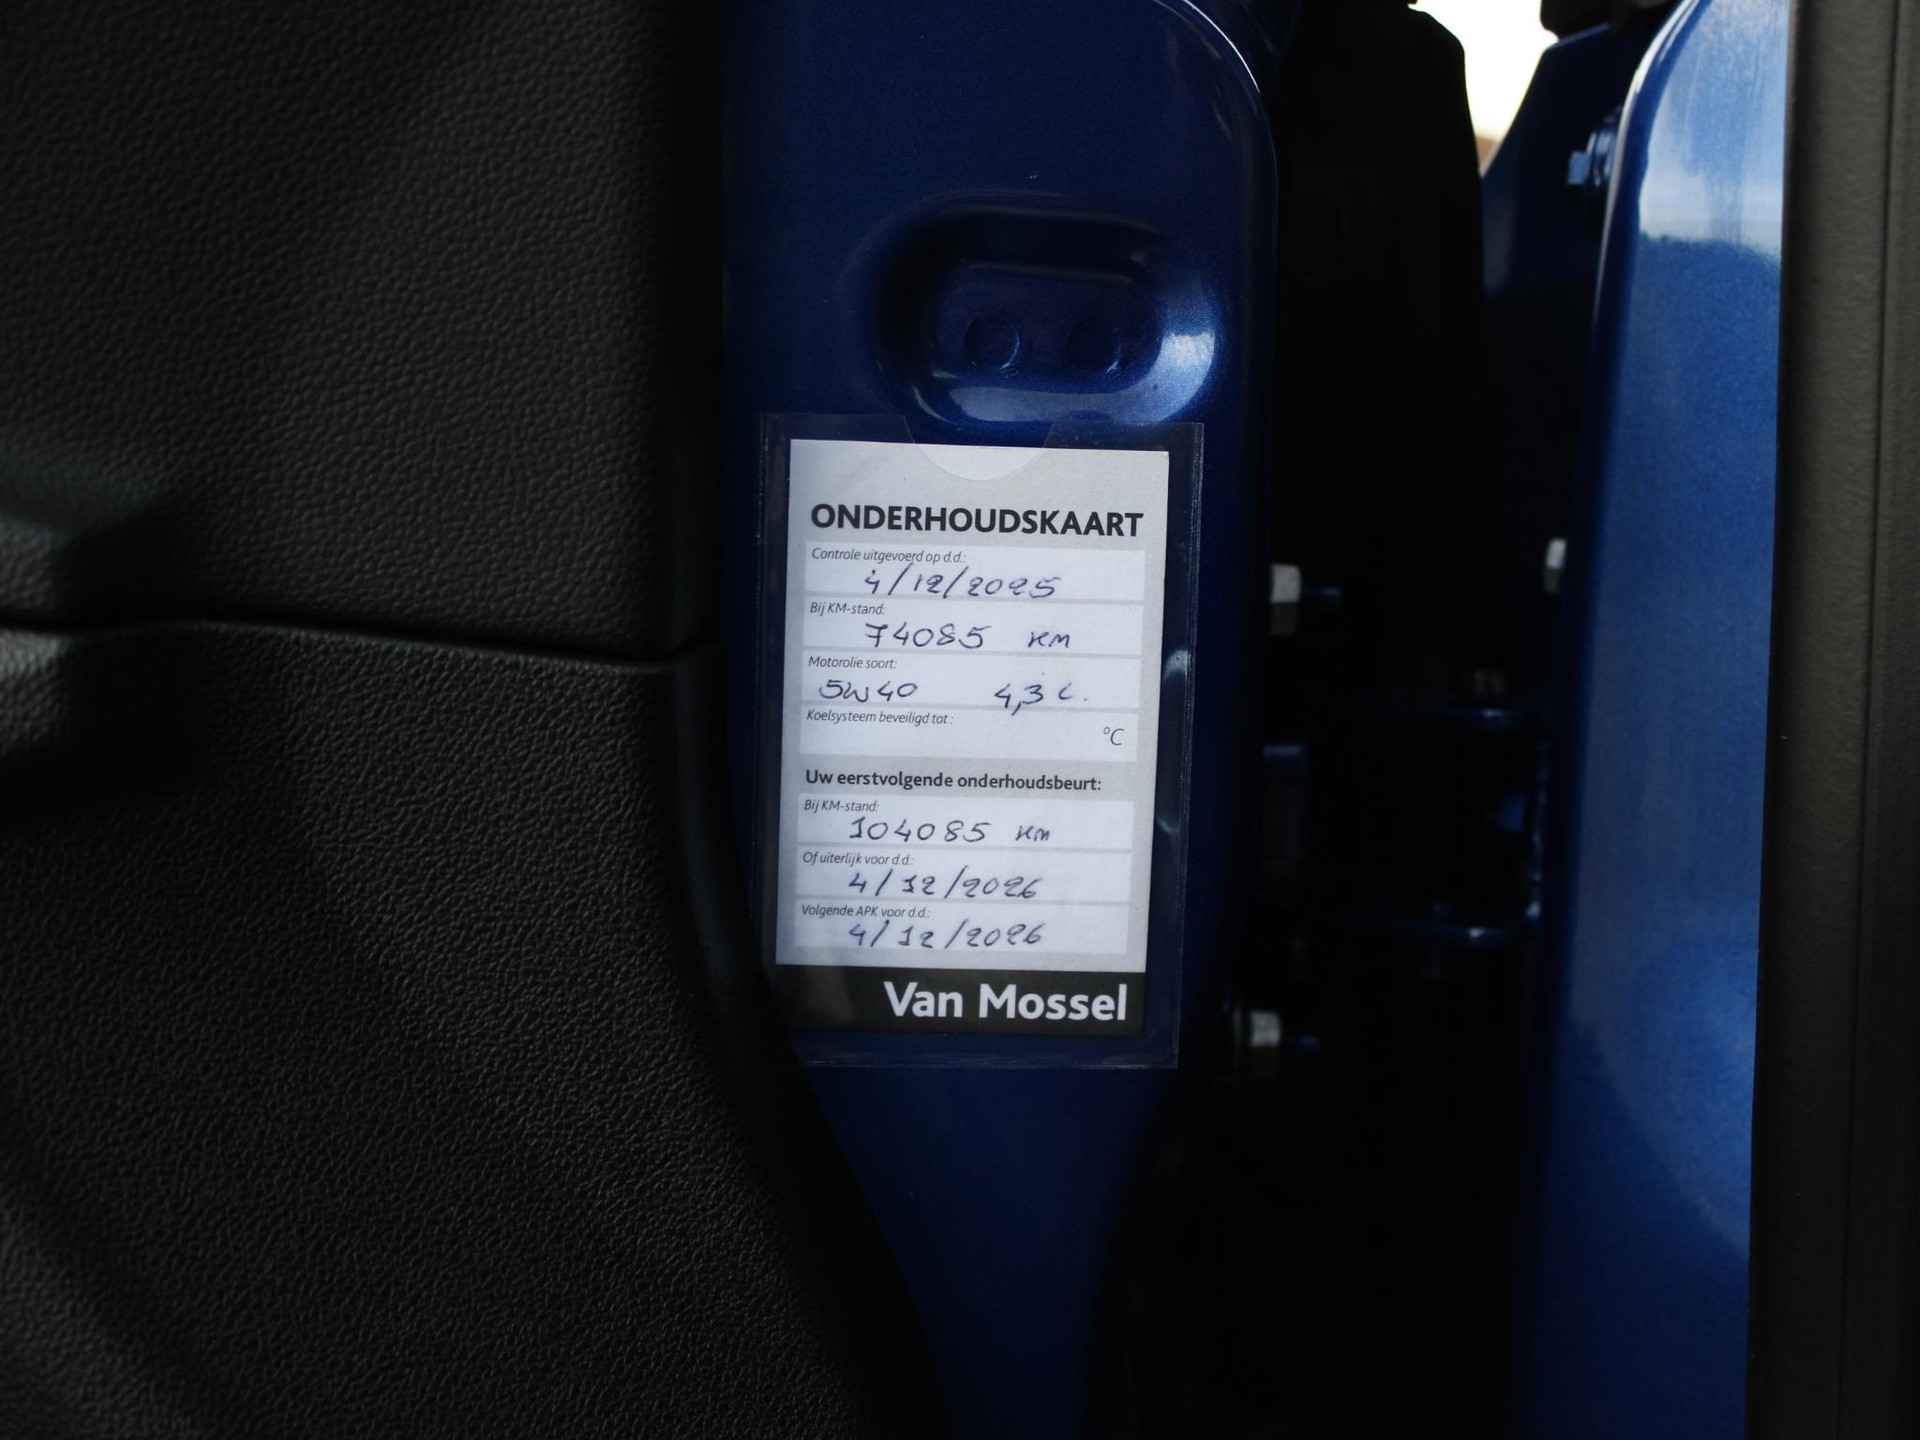 ONDERHOUDSKAART
Controle uitgevoerd op d.d.:
4/12/2025
Bij KM-stand:
74085 KM
Motorolie soort:
5W40 4,3 L.
Koelsysteem beveiligd tot :
°C
Uw eerstvolgende onderhoudsbeurt:
Bij KM-stand:
104085 KM
Of uiterlijk voor d.d.:
4/12/2026
Volgende APK voor d.d.:
4/12/2026
Van Mossel